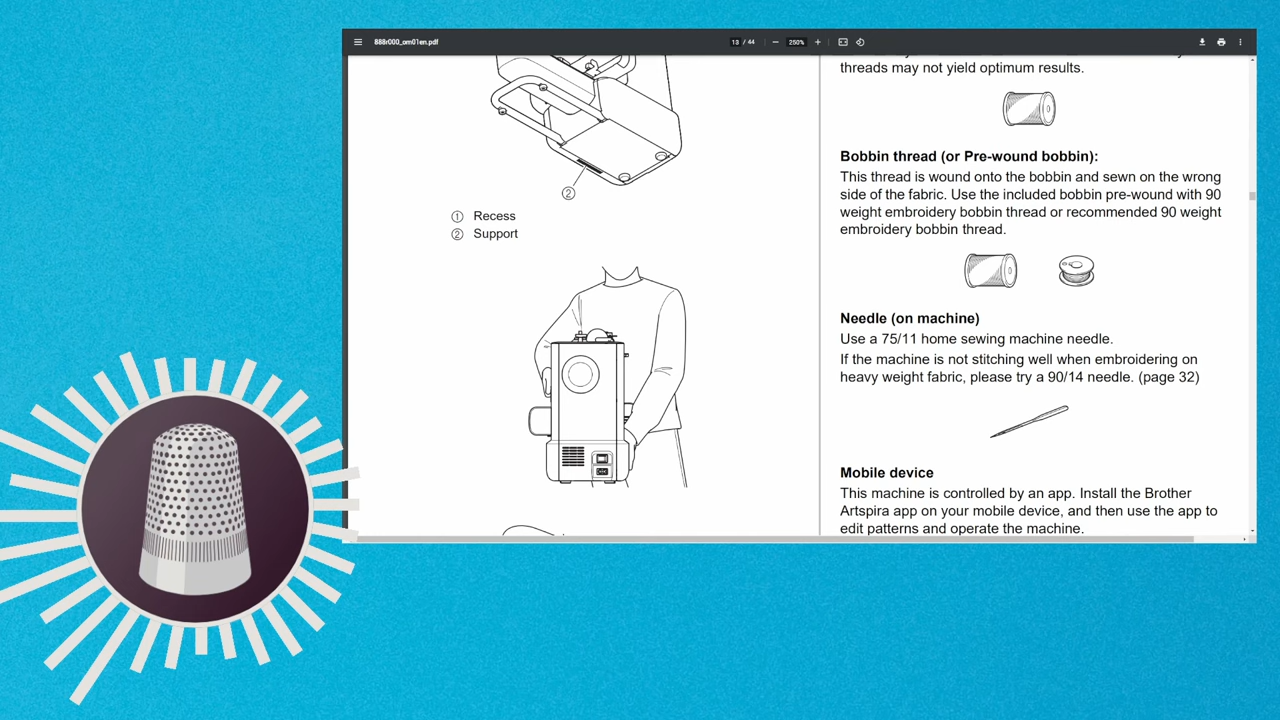 888r000_om01en.pdf
13 / 44
250%
② 
① Recess
② Support
threads may not yield optimum results.
Bobbin thread (or Pre-wound bobbin):
This thread is wound onto the bobbin and sewn on the wrong
side of the fabric. Use the included bobbin pre-wound with 90
weight embroidery bobbin thread or recommended 90 weight
embroidery bobbin thread.
Needle (on machine)
Use a 75/11 home sewing machine needle.
If the machine is not stitching well when embroidering on
heavy weight fabric, please try a 90/14 needle. (page 32)
Mobile device
This machine is controlled by an app. Install the Brother
Artspira app on your mobile device, and then use the app to
edit patterns and operate the machine.